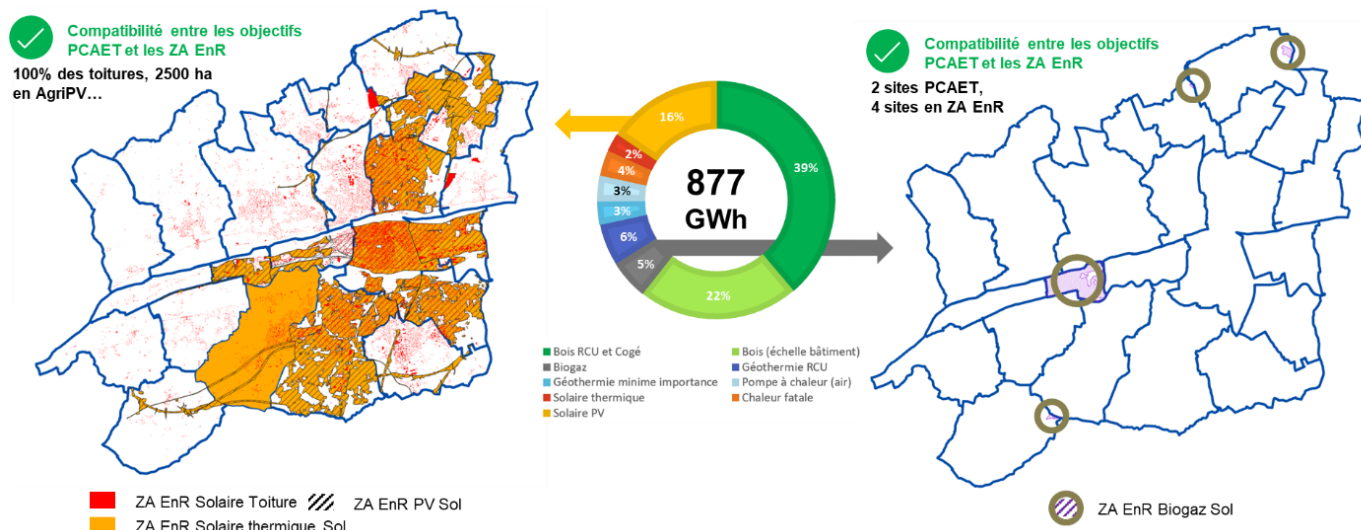 Compatibilité entre les objectifs
PCAET et les ZA EnR
100% des toitures, 2500 ha
en AgriPV…
ZA EnR Solaire Toiture
ZA EnR PV Sol
ZA EnR Solaire thermique Sol
16%
2%
4%
3%
3%
6%
5%
22%
39%
877
GWh
Bois RCU et Cogé
Bois (échelle bâtiment)
Biogaz
Géothermie RCU
Géothermie minime importance
Pompe à chaleur (air)
Solaire thermique
Chaleur fatale
Solaire PV
Compatibilité entre les objectifs
PCAET et les ZA EnR
2 sites PCAET,
4 sites en ZA EnR
ZA EnR Biogaz Sol